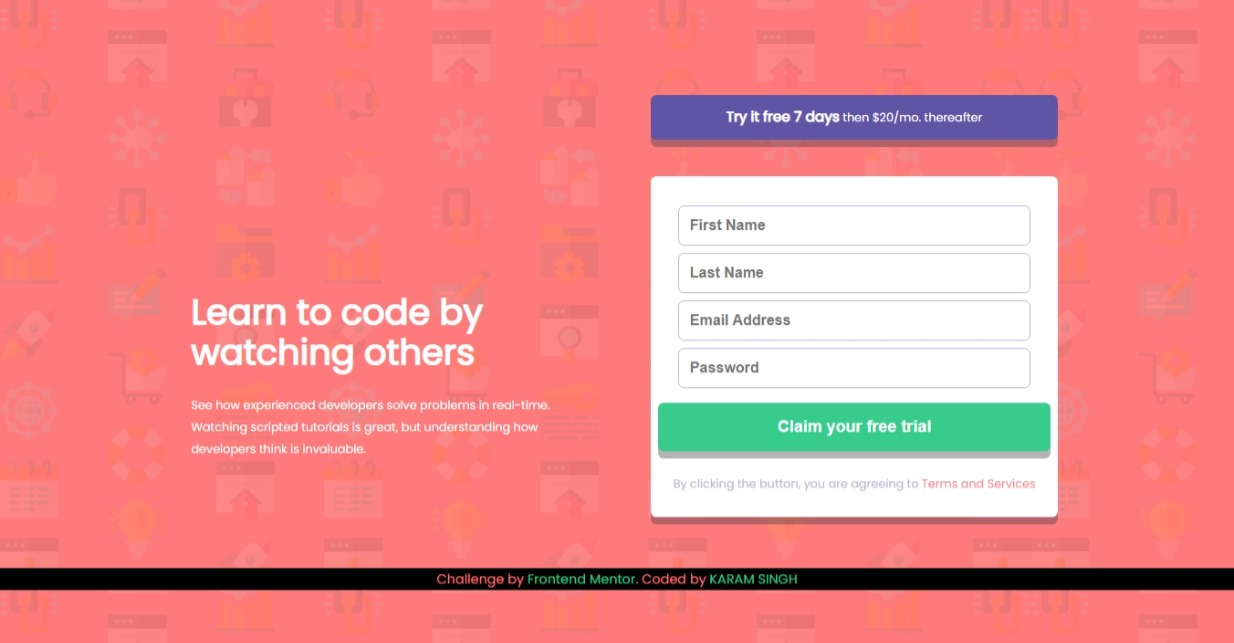 Try it free 7 days then $20/mo. thereafter
First Name
Last Name
Email Address
Password
Claim your free trial
By clicking the button, you are agreeing to Terms and Services
Learn to code by
watching others
See how experienced developers solve problems in real-time.
Watching scripted tutorials is great, but understanding how
developers think is invaluable.
Challenge by Frontend Mentor. Coded by KARAM SINGH